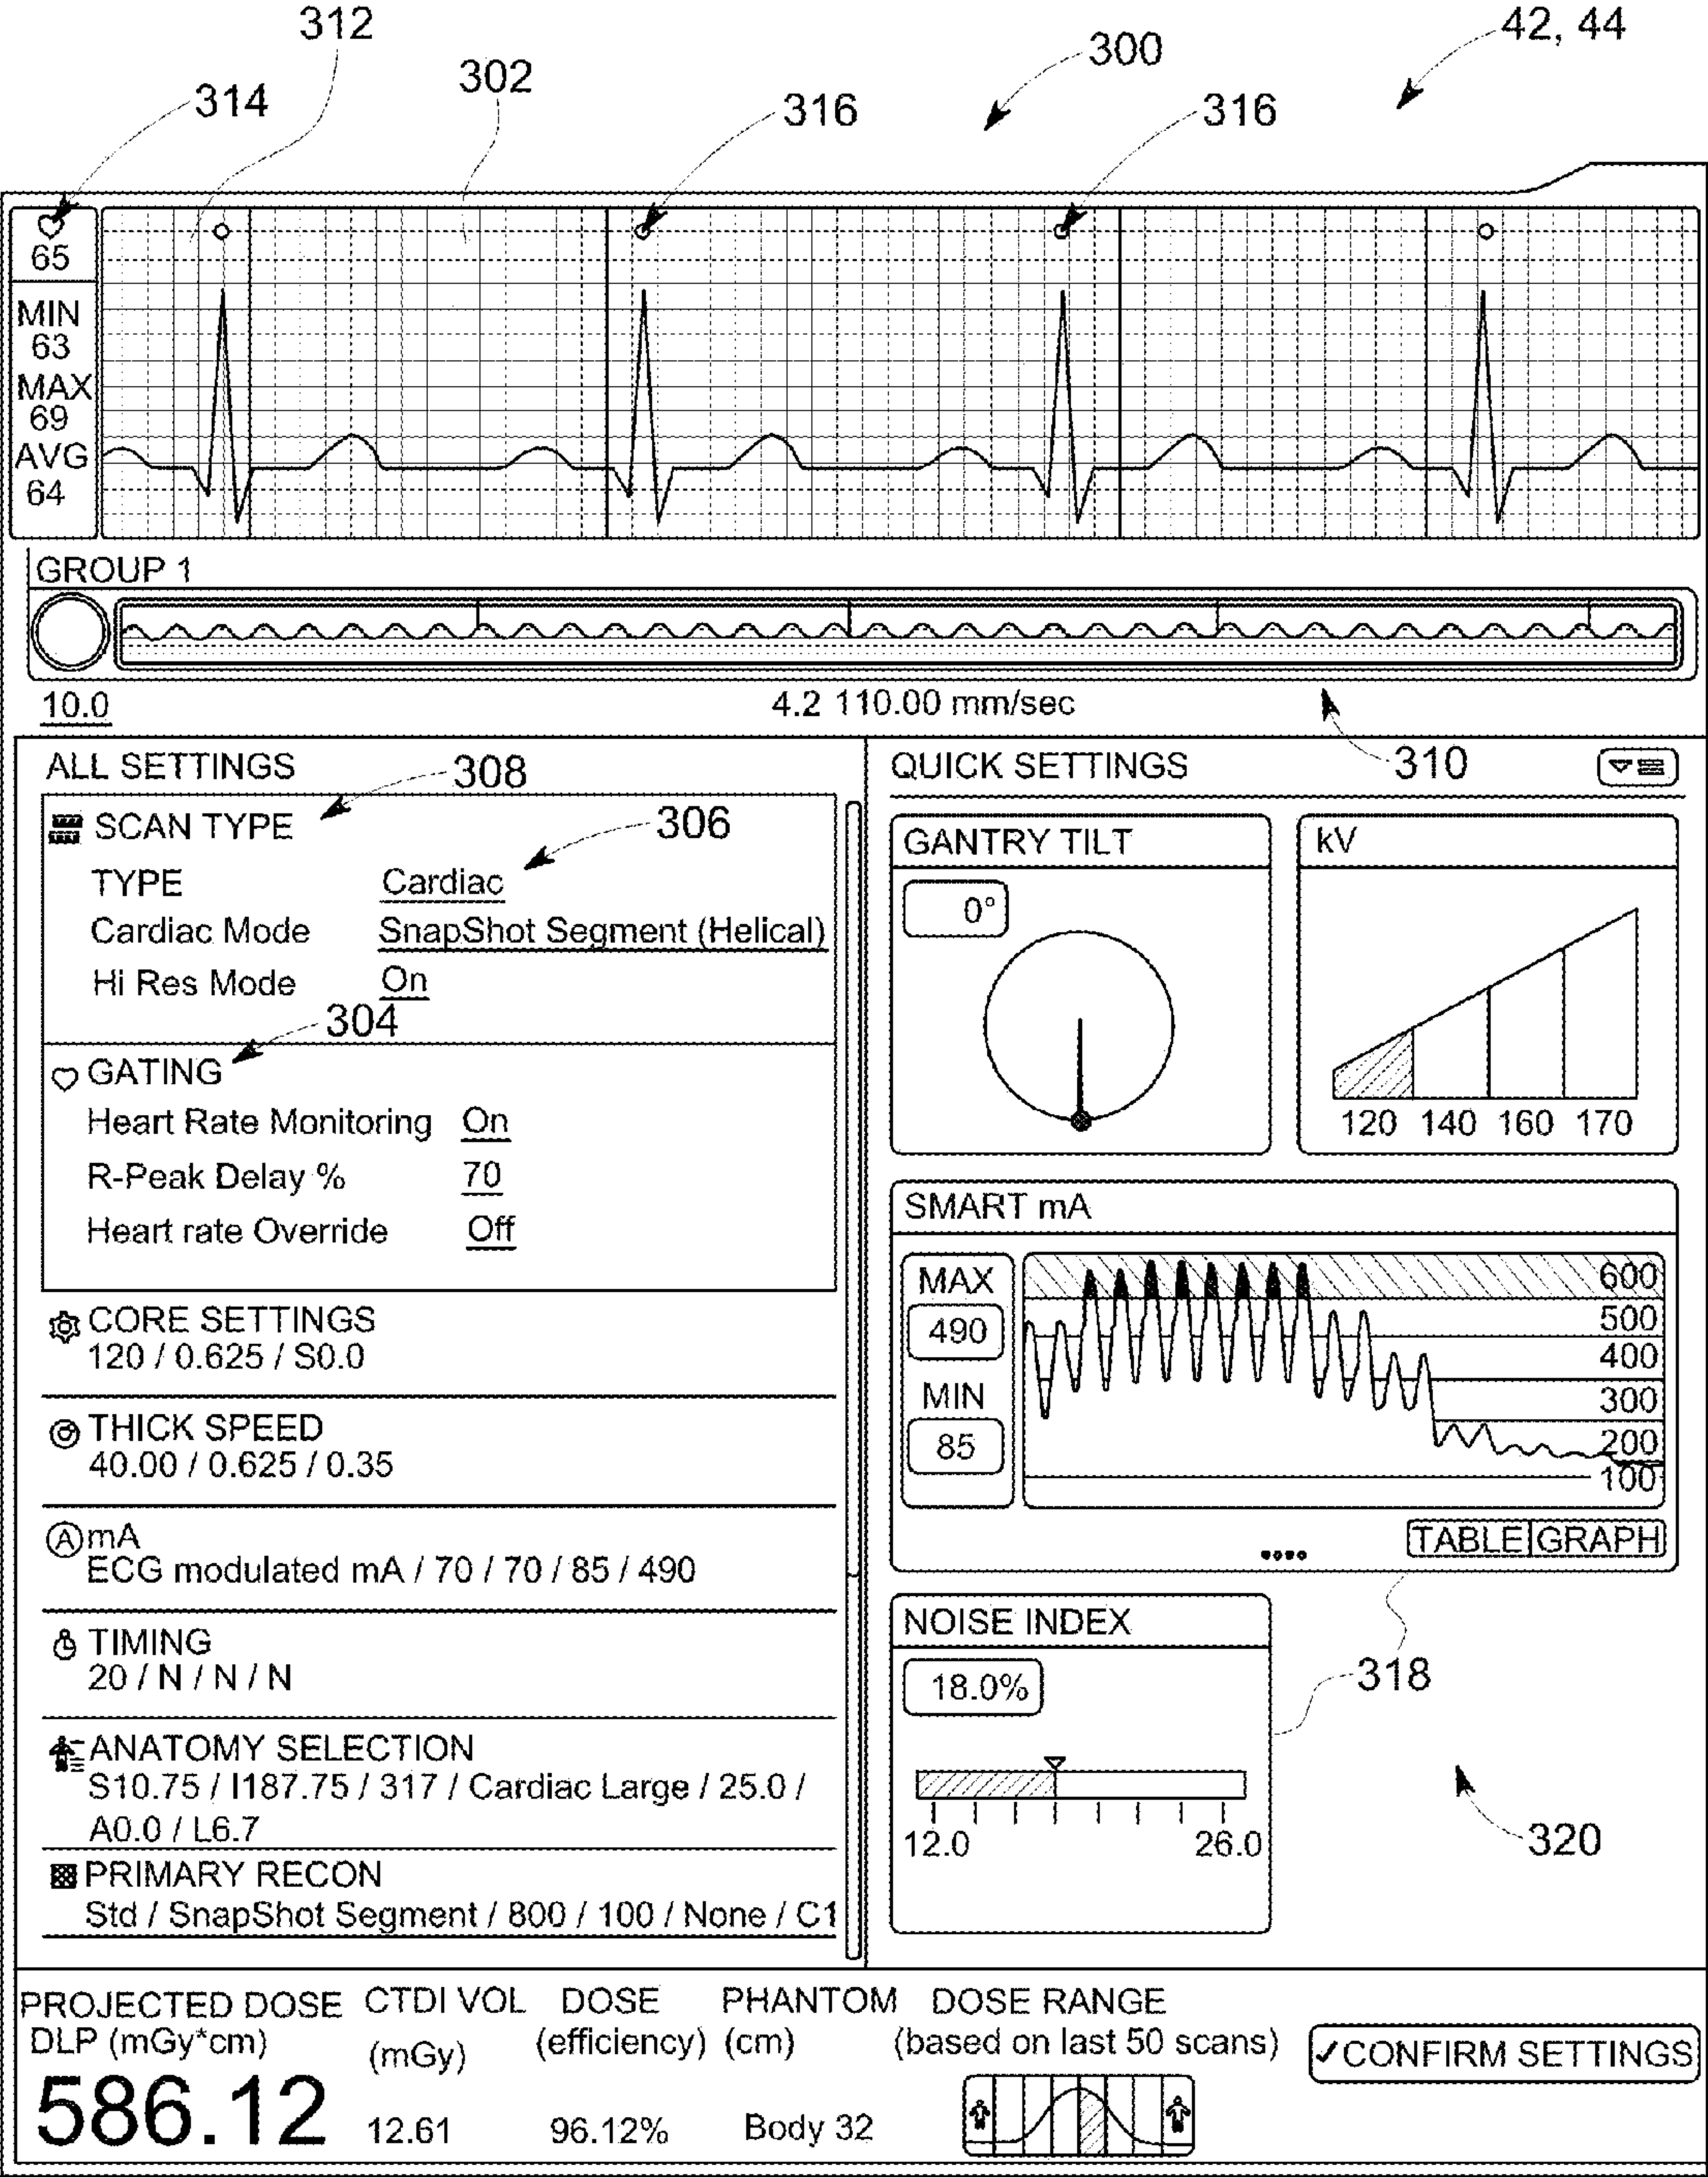 312
42, 44
300
302
314
316
316
65
MIN
63
MAX
69
AVG
64
GROUP 1
10.0
4.2 110.00 mm/sec
310
ALL SETTINGS
308
SCAN TYPE
306
TYPE Cardiac
Cardiac Mode SnapShot Segment (Helical)
Hi Res Mode On
304
GATING
Heart Rate Monitoring On
R-Peak Delay % 70
Heart rate Override Off
CORE SETTINGS
120 / 0.625 / S0.0
THICK SPEED
40.00 / 0.625 / 0.35
A mA
ECG modulated mA / 70 / 70 / 85 / 490
TIMING
20 / N / N / N
ANATOMY SELECTION
S10.75 / I187.75 / 317 / Cardiac Large / 25.0 /
A0.0 / L6.7
PRIMARY RECON
Std / SnapShot Segment / 800 / 100 / None / C1
QUICK SETTINGS
GANTRY TILT
0°
kV
120 140 160 170
SMART mA
MAX
490
MIN
85
600
500
400
300
200
100
TABLE GRAPH
NOISE INDEX
18.0%
12.0 26.0
318
320
PROJECTED DOSE
DLP (mGy*cm)
586.12
CTDI VOL
(mGy)
12.61
DOSE
(efficiency)
96.12%
PHANTOM
(cm)
Body 32
DOSE RANGE
(based on last 50 scans)
✓CONFIRM SETTINGS